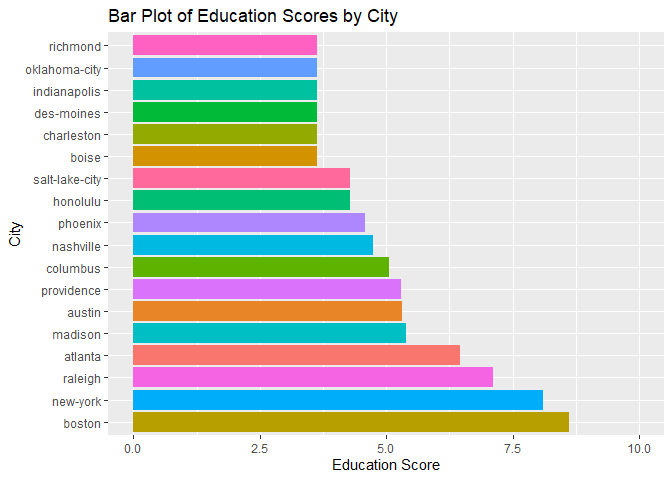 Bar Plot of Education Scores by City
richmond
oklahoma-city
indianapolis
des-moines
charleston
boise
salt-lake-city
honolulu
phoenix
nashville
columbus
providence
austin
madison
atlanta
raleigh
new-york
boston
City
0.0 2.5 5.0 7.5 10.0
Education Score